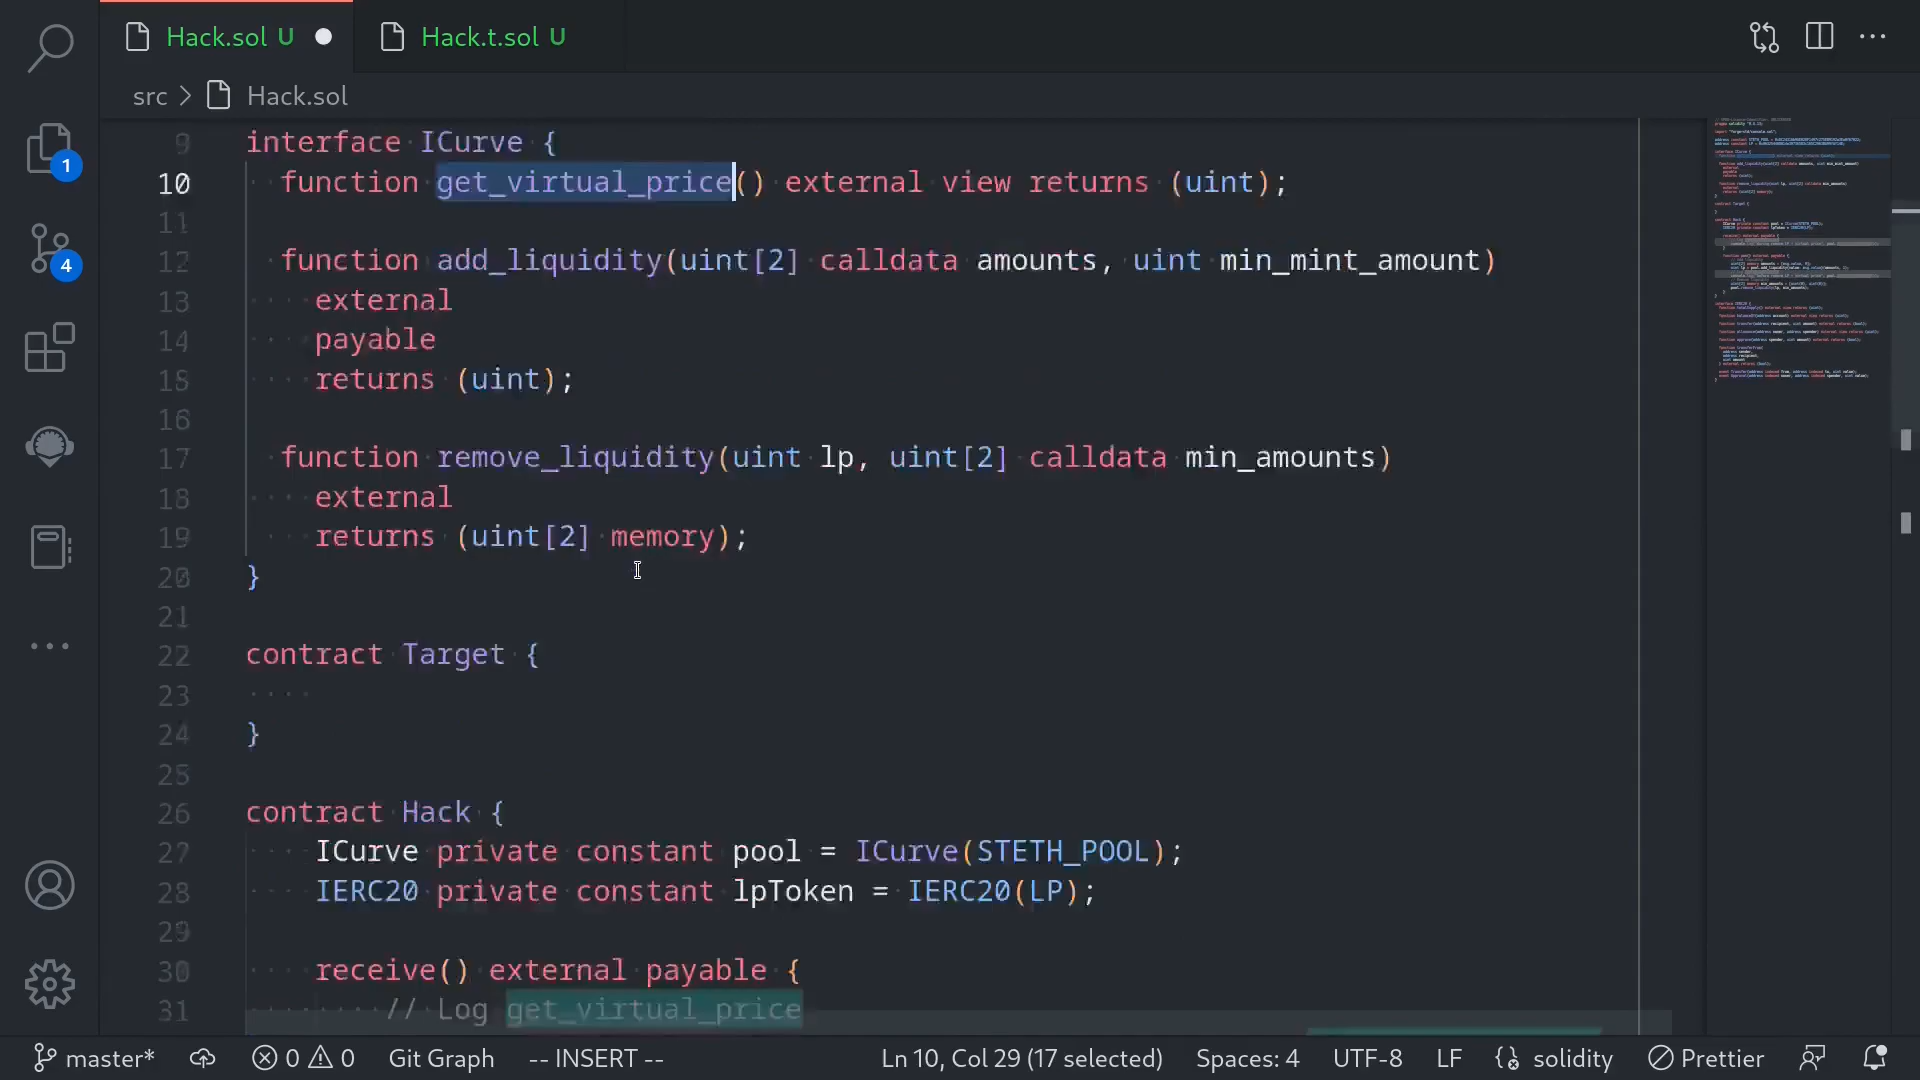 Hack.sol U
Hack.t.sol U
src > Hack.sol
1
4
9 interface ICurve {
10 function get_virtual_price() external view returns (uint);
11
12 function add_liquidity(uint[2] calldata amounts, uint min_mint_amount)
13 external
14 payable
15 returns (uint);
16
17 function remove_liquidity(uint lp, uint[2] calldata min_amounts)
18 external
19 returns (uint[2] memory);
20 }
21
22 contract Target {
23
24 }
25
26 contract Hack {
27 ICurve private constant pool = ICurve(STETH_POOL);
28 IERC20 private constant lpToken = IERC20(LP);
29
30 receive() external payable {
31 // Log get_virtual_price
master* 0 0 Git Graph -- INSERT -- Ln 10, Col 29 (17 selected) Spaces: 4 UTF-8 LF solidity Prettier